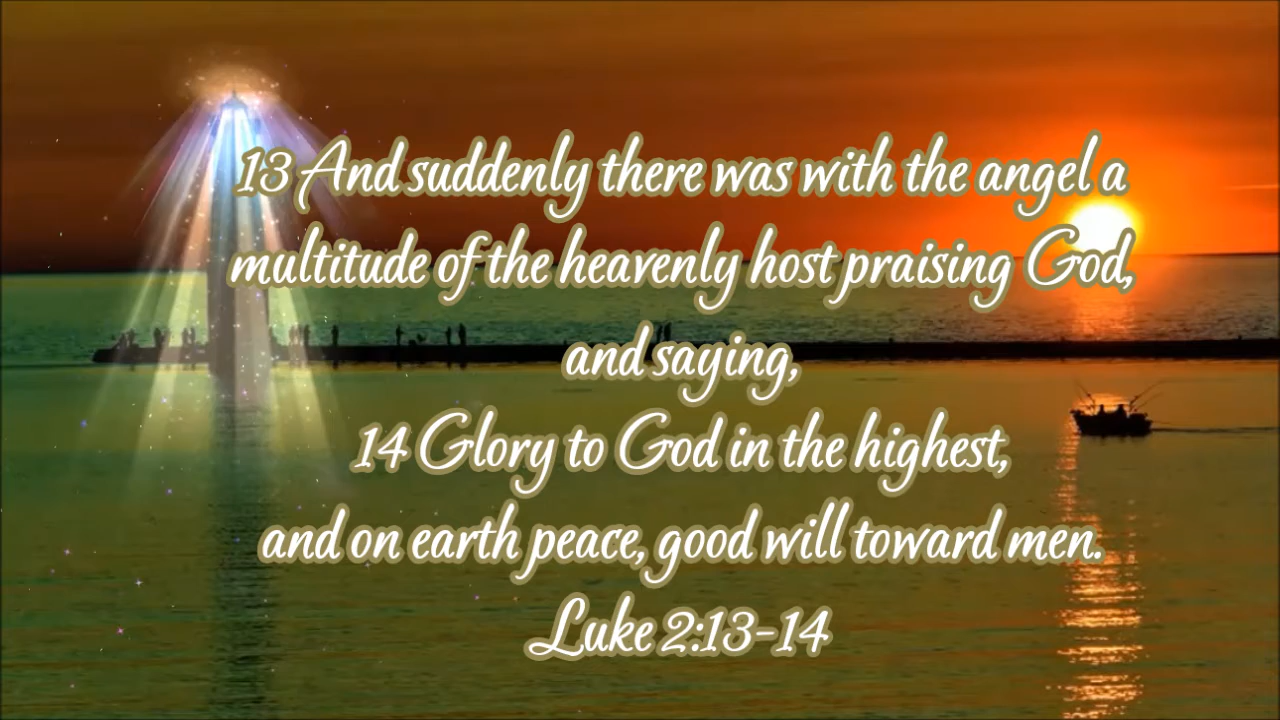 13 And suddenly there was with the angel a
multitude of the heavenly host praising God,
and saying,
14 Glory to God in the highest,
and on earth peace, good will toward men.
Luke 2:13-14